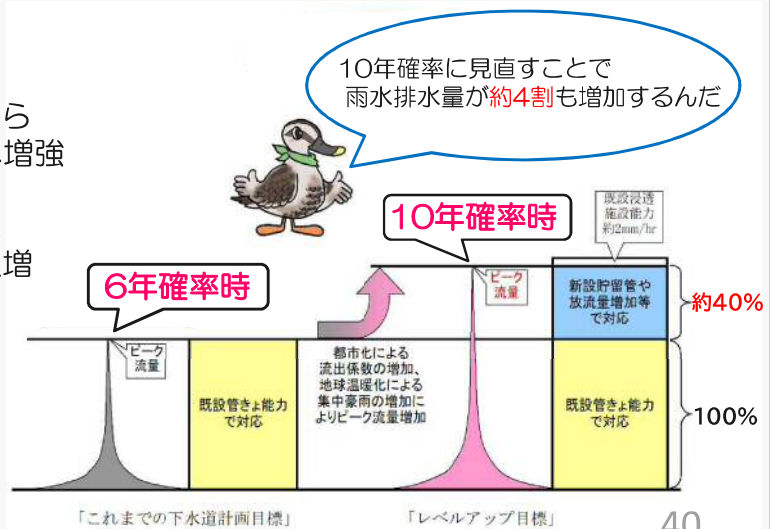 10年確率に見直すことで
雨水排水量が約4割も増加するんだ
ら
増強
増
6年確率時
10年確率時
既設浸透
施設能力
約2mm/hr
ピーク
流量
既設管きょ能力
で対応
都市化による
流出係数の増加、
地球温暖化による
集中豪雨の増加に
よりピーク流量増加
ピーク
流量
新設貯留管や
放流量増加等
で対応
約40%
既設管きょ能力
で対応
100%
「これまでの下水道計画目標」
「レベルアップ目標」
40